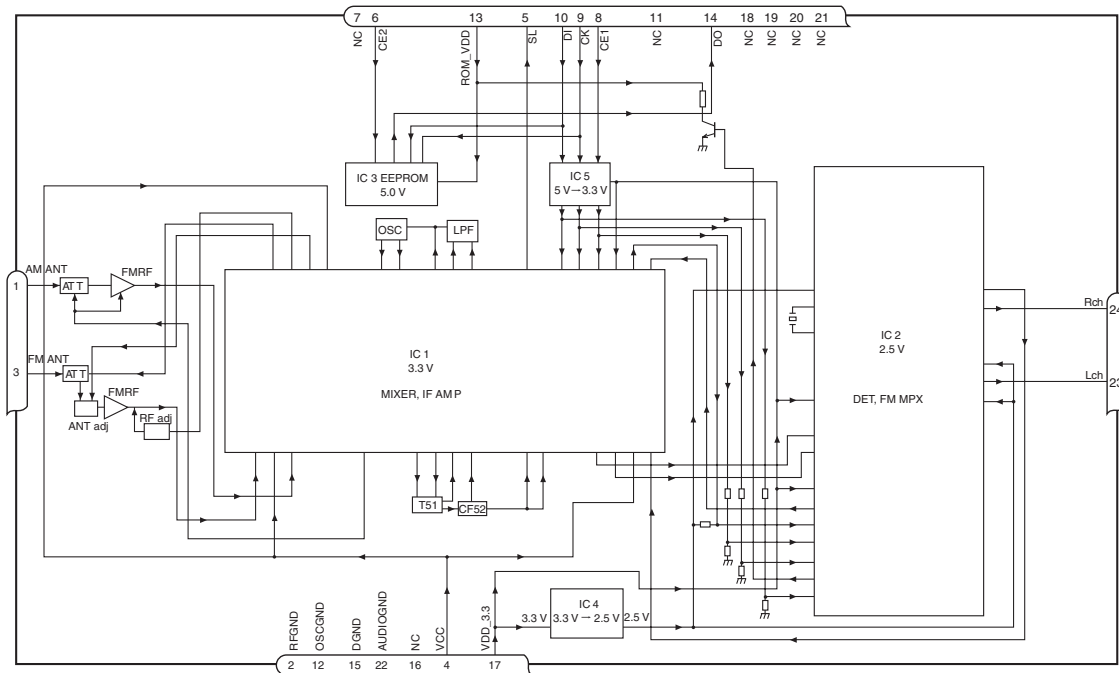 7 6 13 5 10 9 8 11 14 18 19 20 21
NC CE2 ROM_VDD SL DI CK CE1 NC DO NC NC NC NC
IC 3 EEPROM
5.0 V
IC 5
5 V→3.3 V
OSC
LPF
AM ANT
1
ATT
FMRF
FM ANT
3
ATT
FMRF
ANT adj
RF adj
IC 1
3.3 V
MIXER, IF AMP
IC 2
2.5 V
DET, FM MPX
Rch
24
Lch
23
T51
CF52
IC 4
3.3 V 3.3 V→2.5 V 2.5 V
RFGND OSCGND DGND AUDIOGND NC VCC VDD_3.3
2 12 15 22 16 4 17